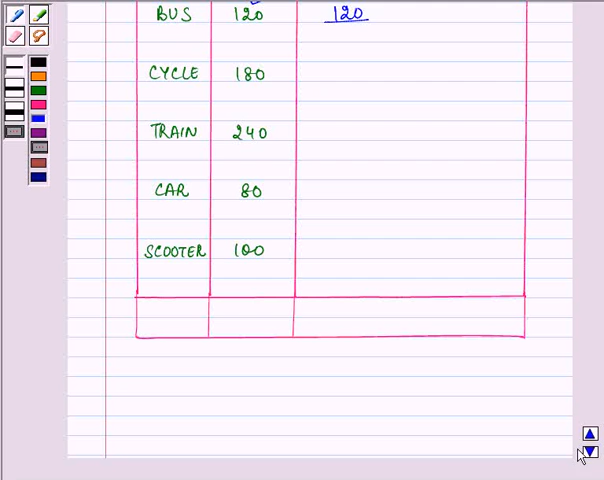 BUS 120 120
CYCLE 180
TRAIN 240
CAR 80
SCOOTER 100